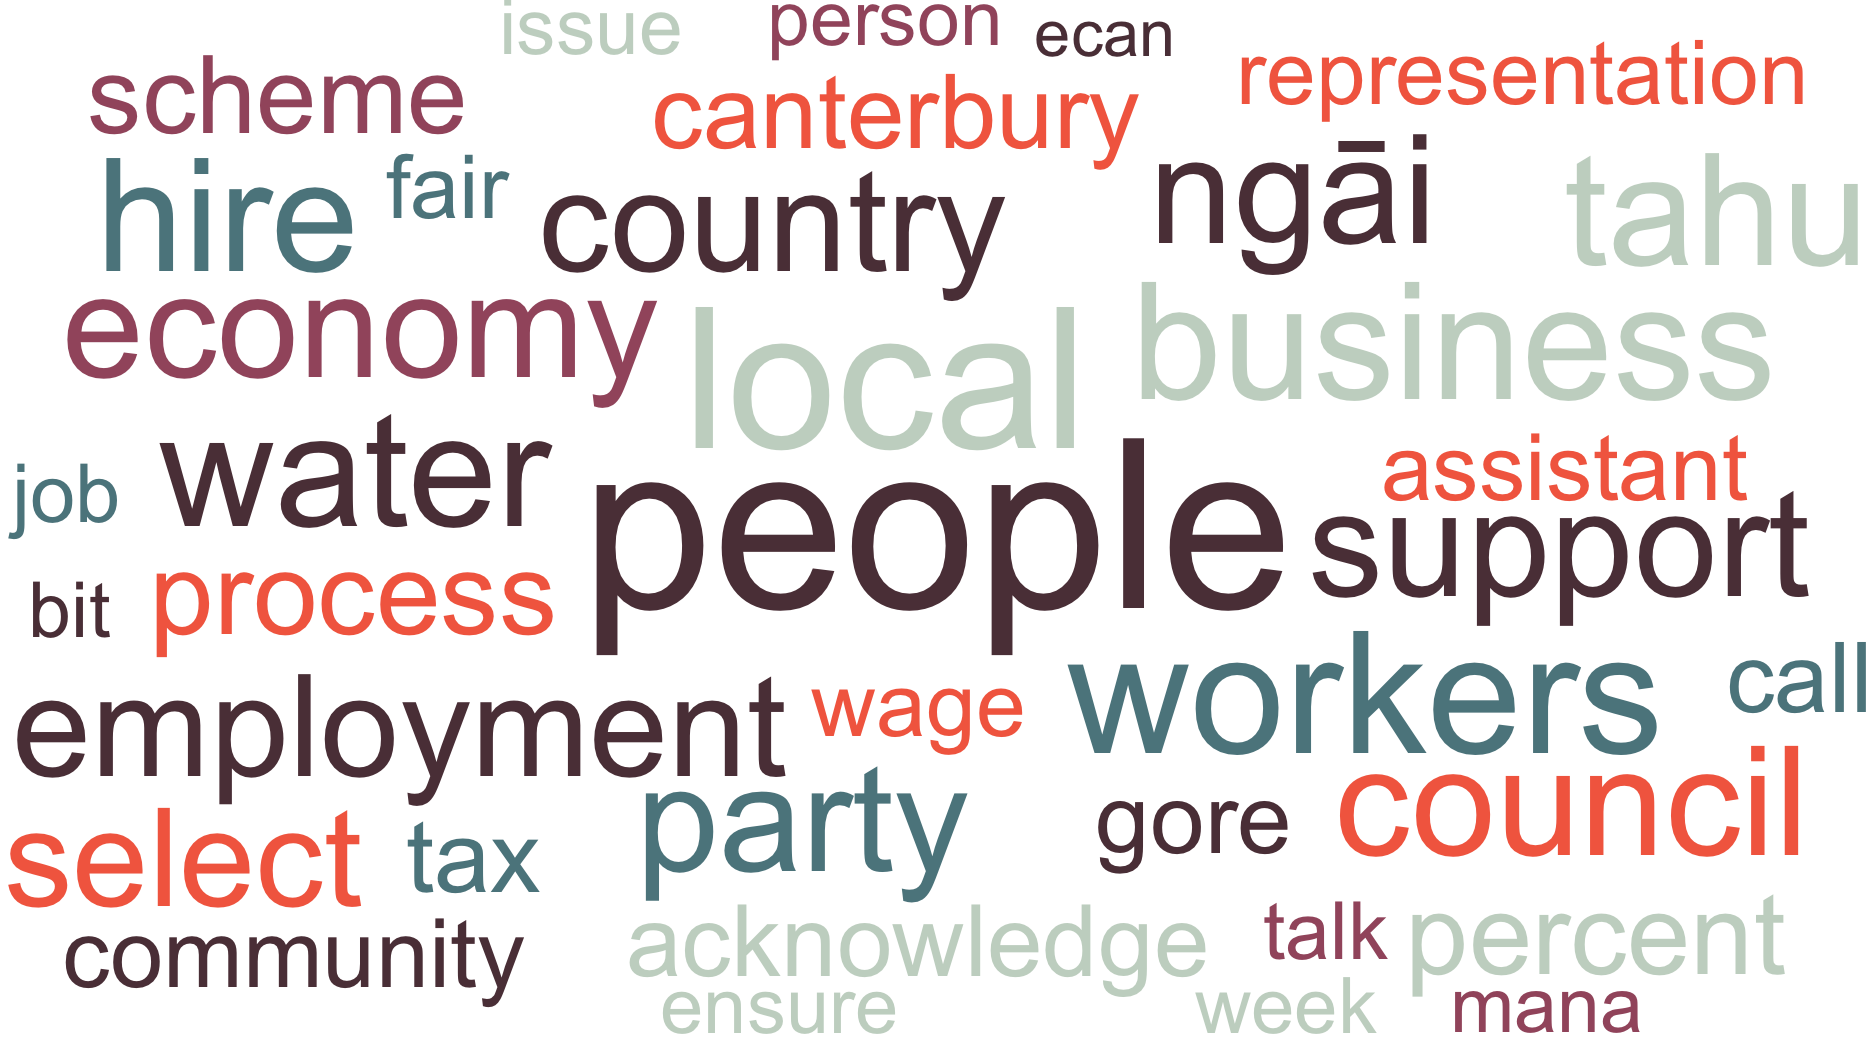 issue person ecan
scheme canterbury representation
hire fair country ngāi tahu
economy local business
job water people assistant
bit process support
employment wage workers call
select tax party gore council
community acknowledge talk percent
ensure week mana